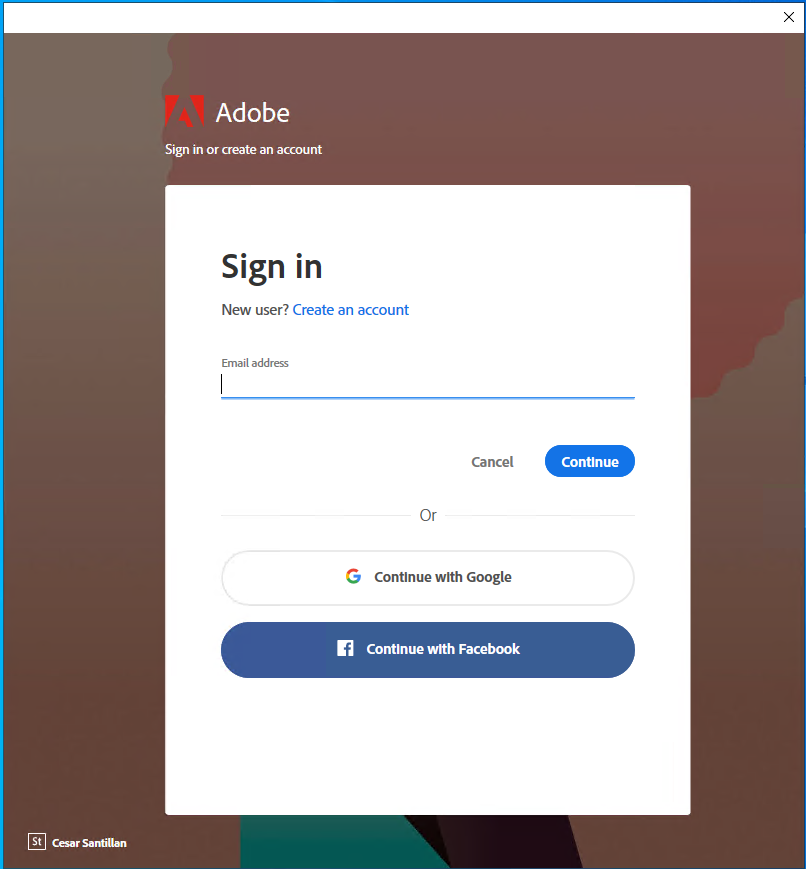 Adobe
Sign in or create an account
Sign in
New user? Create an account
Email address
Cancel Continue
Or
Continue with Google
Continue with Facebook
St Cesar Santillan